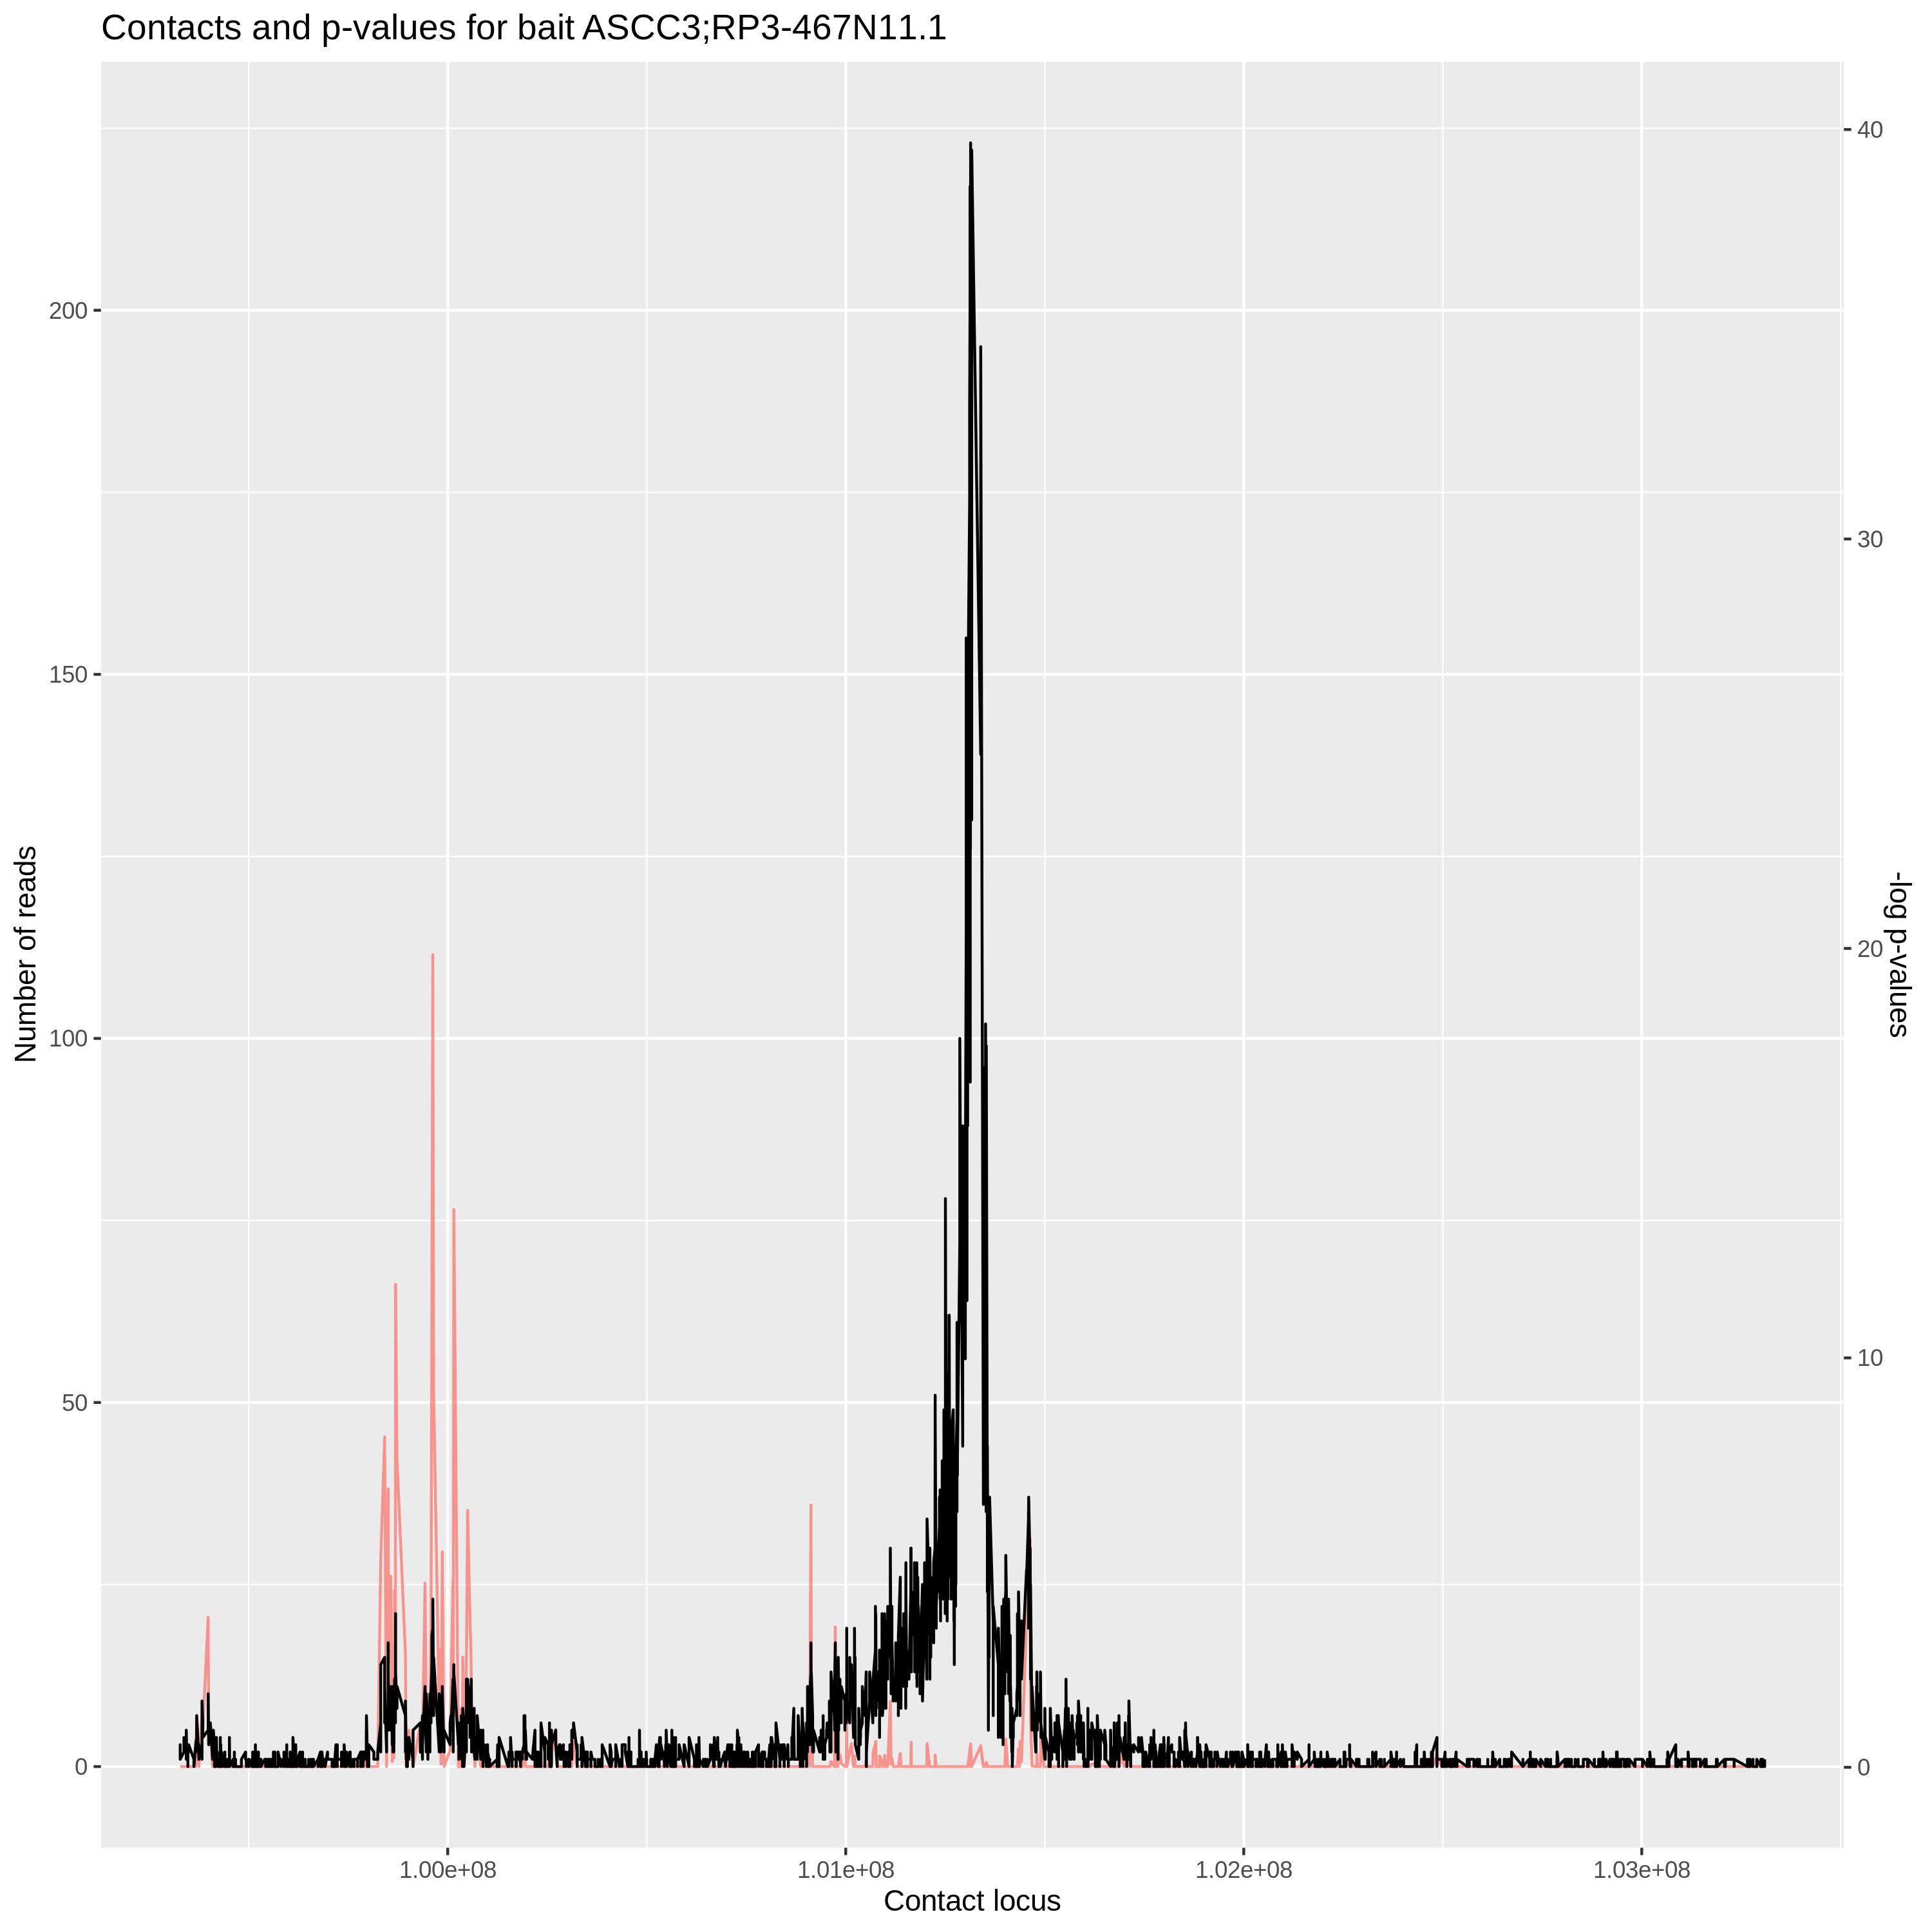 Contacts and p-values for bait ASCC3;RP3-467N11.1
Number of reads
200
150
100
50
0
40
30
20
10
0
-log p-values
1.00e+08
1.01e+08
1.02e+08
1.03e+08
Contact locus